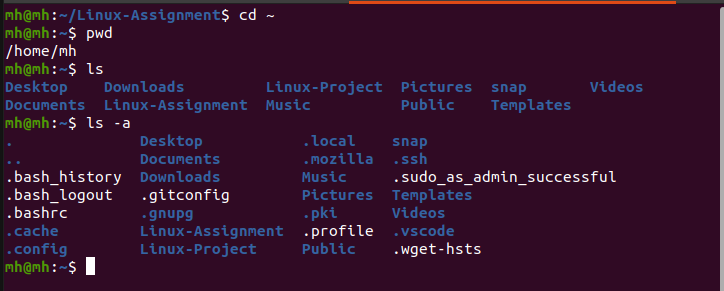 mh@mh:~/Linux-Assignment$ cd ~
mh@mh:~$ pwd
/home/mh
mh@mh:~$ ls
Desktop    Downloads         Linux-Project  Pictures  snap       Videos
Documents  Linux-Assignment  Music          Public    Templates
mh@mh:~$ ls -a
.              Desktop           .local    snap
..             Documents         .mozilla  .ssh
.bash_history  Downloads         Music     .sudo_as_admin_successful
.bash_logout   .gitconfig        Pictures  Templates
.bashrc        .gnupg            .pki      Videos
.cache         Linux-Assignment  .profile  .vscode
.config        Linux-Project     Public    .wget-hsts
mh@mh:~$